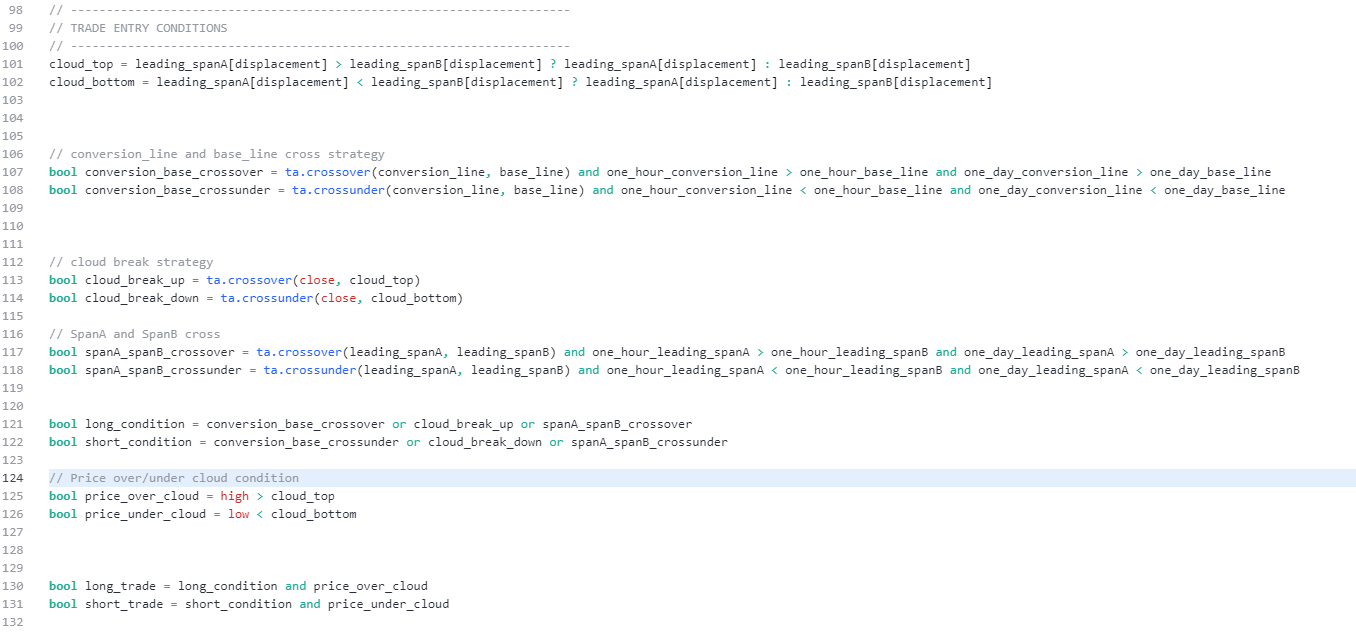 98 // ----------------------------------------------------------------------
99 // TRADE ENTRY CONDITIONS
100 // ----------------------------------------------------------------------
101 cloud_top = leading_spanA[displacement] > leading_spanB[displacement] ? leading_spanA[displacement] : leading_spanB[displacement]
102 cloud_bottom = leading_spanA[displacement] < leading_spanB[displacement] ? leading_spanA[displacement] : leading_spanB[displacement]
103
104
105
106 // conversion_line and base_line cross strategy
107 bool conversion_base_crossover = ta.crossover(conversion_line, base_line) and one_hour_conversion_line > one_hour_base_line and one_day_conversion_line > one_day_base_line
108 bool conversion_base_crossunder = ta.crossunder(conversion_line, base_line) and one_hour_conversion_line < one_hour_base_line and one_day_conversion_line < one_day_base_line
109
110
111
112 // cloud break strategy
113 bool cloud_break_up = ta.crossover(close, cloud_top)
114 bool cloud_break_down = ta.crossunder(close, cloud_bottom)
115
116 // SpanA and SpanB cross
117 bool spanA_spanB_crossover = ta.crossover(leading_spanA, leading_spanB) and one_hour_leading_spanA > one_hour_leading_spanB and one_day_leading_spanA > one_day_leading_spanB
118 bool spanA_spanB_crossunder = ta.crossunder(leading_spanA, leading_spanB) and one_hour_leading_spanA < one_hour_leading_spanB and one_day_leading_spanA < one_day_leading_spanB
119
120
121 bool long_condition = conversion_base_crossover or cloud_break_up or spanA_spanB_crossover
122 bool short_condition = conversion_base_crossunder or cloud_break_down or spanA_spanB_crossunder
123
124 // Price over/under cloud condition
125 bool price_over_cloud = high > cloud_top
126 bool price_under_cloud = low < cloud_bottom
127
128
129
130 bool long_trade = long_condition and price_over_cloud
131 bool short_trade = short_condition and price_under_cloud
132